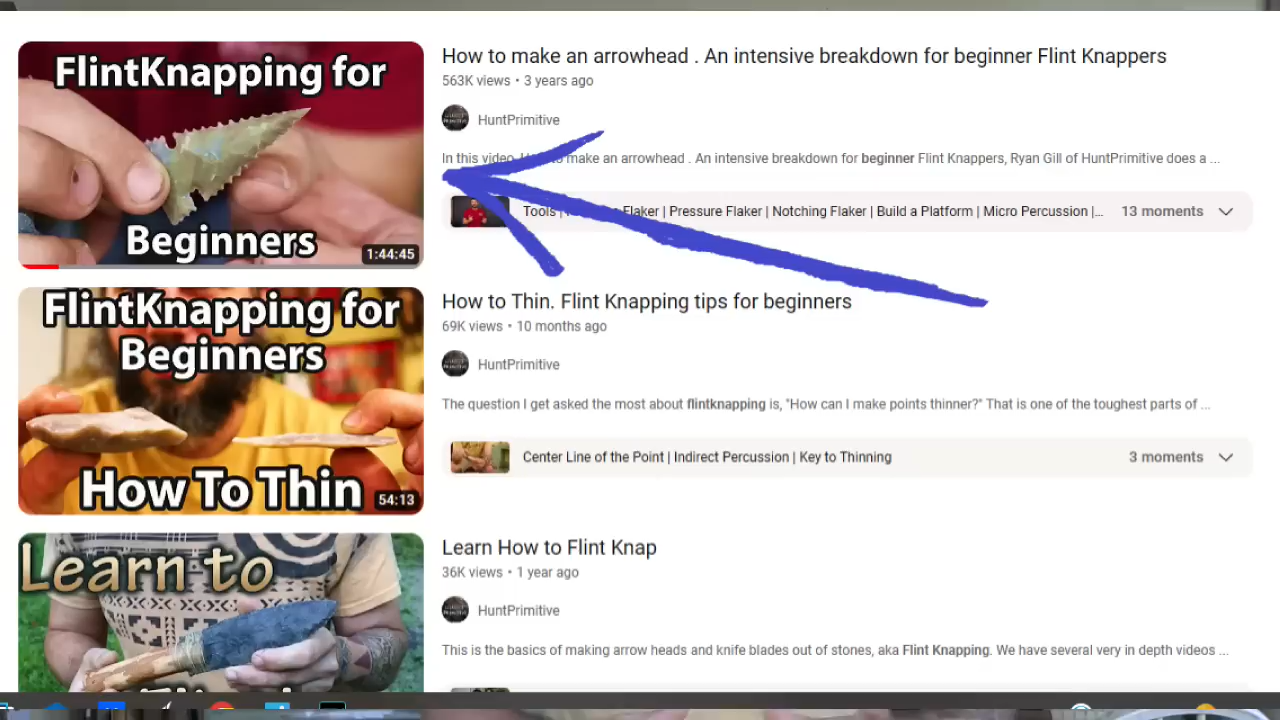 FlintKnapping for
Beginners
1:44:45
How to make an arrowhead . An intensive breakdown for beginner Flint Knappers
563K views • 3 years ago
HuntPrimitive
In this video, make an arrowhead . An intensive breakdown for beginner Flint Knappers, Ryan Gill of HuntPrimitive does a ...
Tools | Flaker | Pressure Flaker | Notching Flaker | Build a Platform | Micro Percussion |...
13 moments
FlintKnapping for
Beginners
How To Thin
54:13
How to Thin. Flint Knapping tips for beginners
69K views • 10 months ago
HuntPrimitive
The question I get asked the most about flintknapping is, "How can I make points thinner?" That is one of the toughest parts of ...
Center Line of the Point | Indirect Percussion | Key to Thinning
3 moments
Learn to
Learn How to Flint Knap
36K views • 1 year ago
HuntPrimitive
This is the basics of making arrow heads and knife blades out of stones, aka Flint Knapping. We have several very in depth videos ...